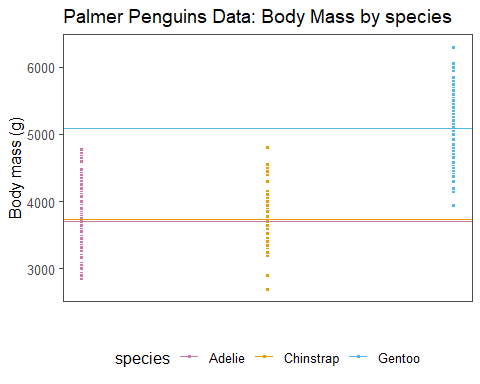 Palmer Penguins Data: Body Mass by species
Body mass (g)
6000
5000
4000
3000
species Adelie Chinstrap Gentoo